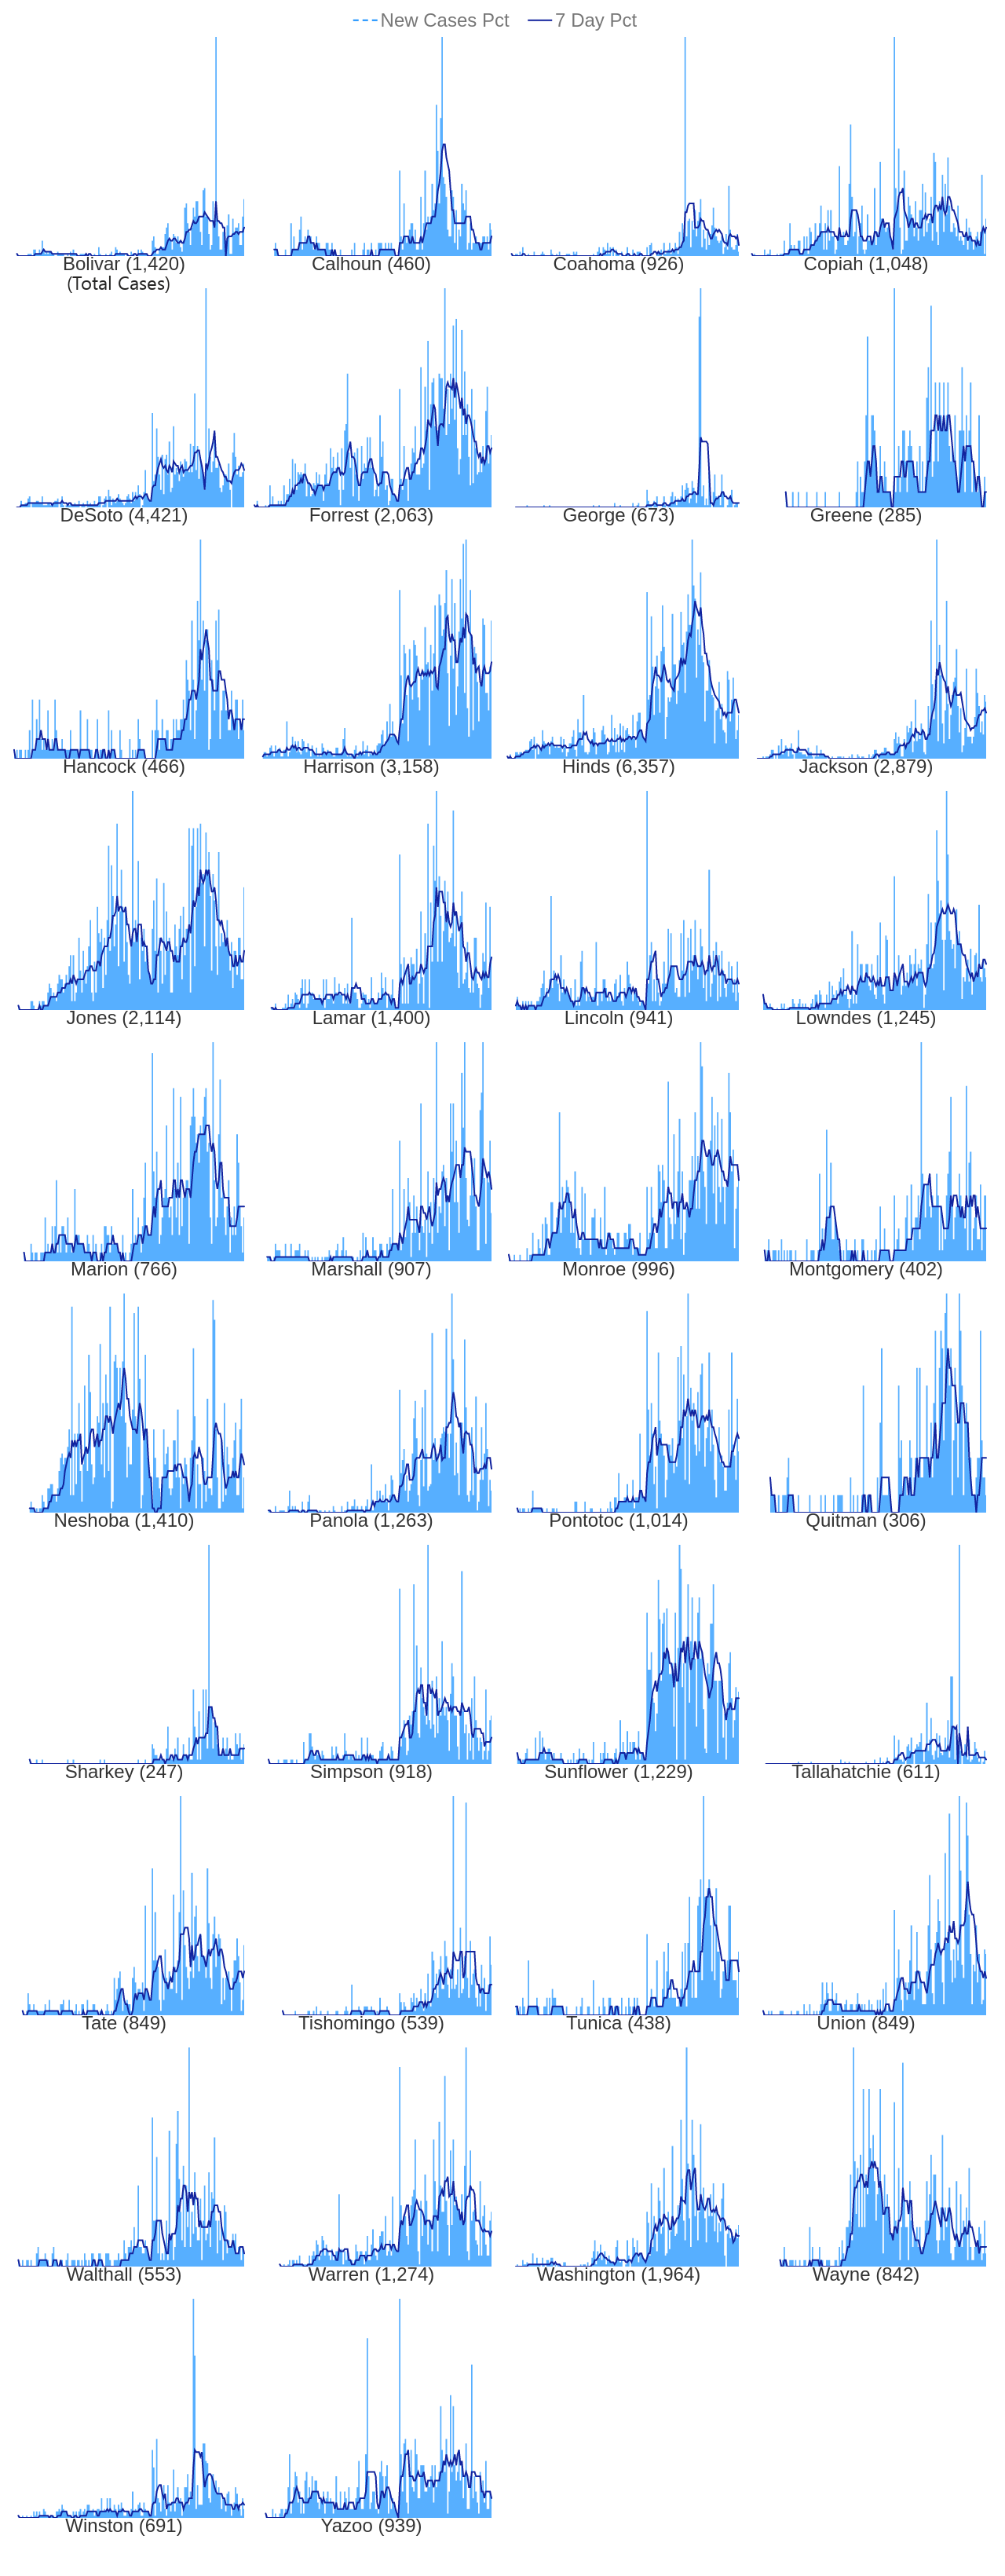 New Cases Pct 7 Day Pct
Bolivar (1,420) Calhoun (460) Coahoma (926) Copiah (1,048)
(Total Cases)
DeSoto (4,421) Forrest (2,063) George (673) Greene (285)
Hancock (466) Harrison (3,158) Hinds (6,357) Jackson (2,879)
Jones (2,114) Lamar (1,400) Lincoln (941) Lowndes (1,245)
Marion (766) Marshall (907) Monroe (996) Montgomery (402)
Neshoba (1,410) Panola (1,263) Pontotoc (1,014) Quitman (306)
Sharkey (247) Simpson (918) Sunflower (1,229) Tallahatchie (611)
Tate (849) Tishomingo (539) Tunica (438) Union (849)
Walthall (553) Warren (1,274) Washington (1,964) Wayne (842)
Winston (691) Yazoo (939)